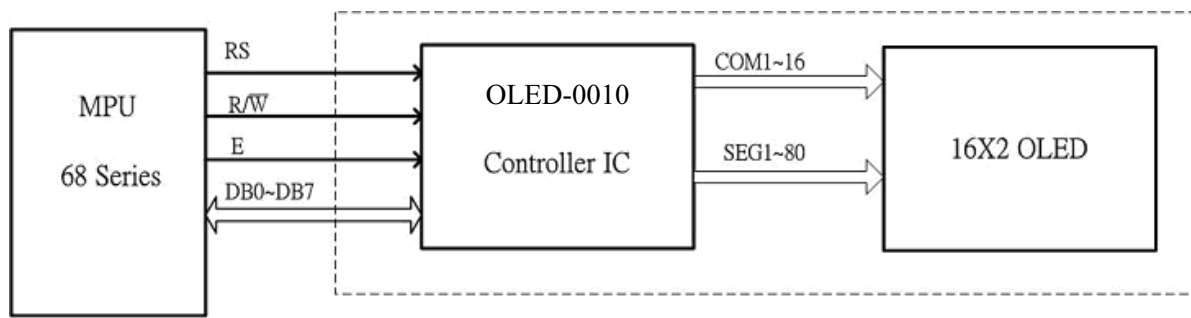 MPU
68 Series
RS
R/W̅
E
DB0~DB7
OLED-0010
Controller IC
COM1~16
SEG1~80
16X2 OLED